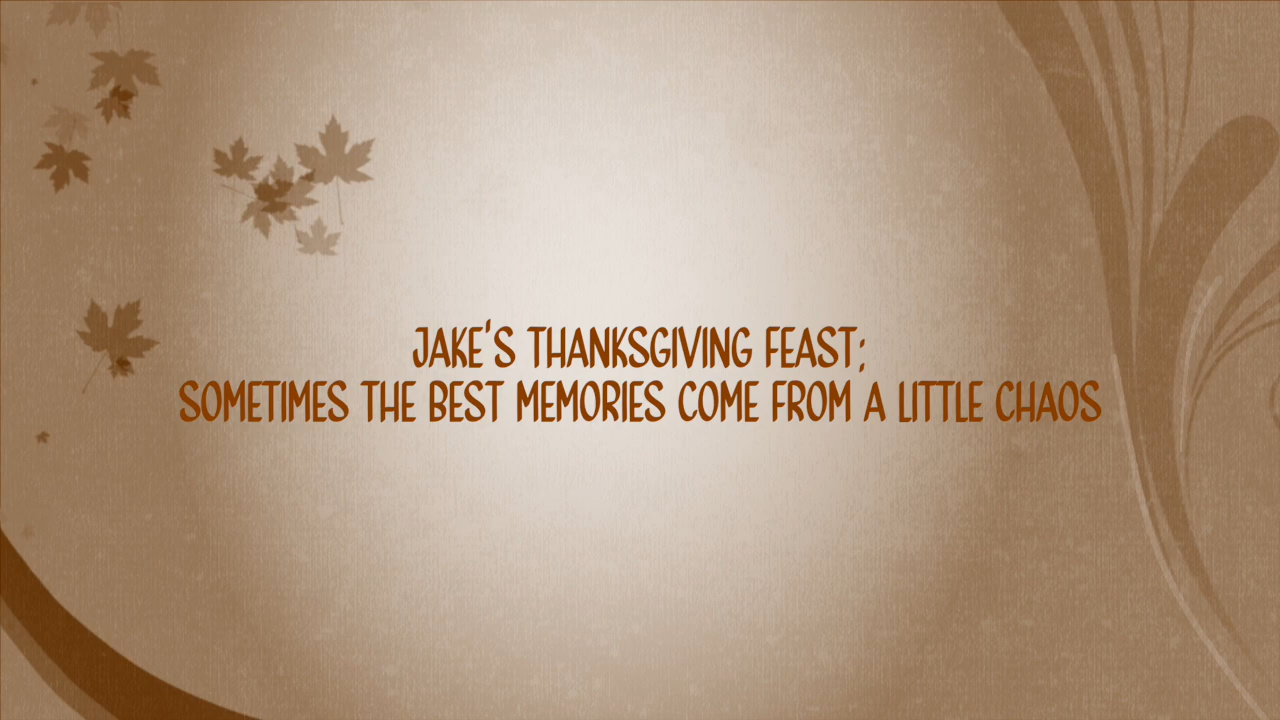 JAKE'S THANKSGIVING FEAST;
SOMETIMES THE BEST MEMORIES COME FROM A LITTLE CHAOS